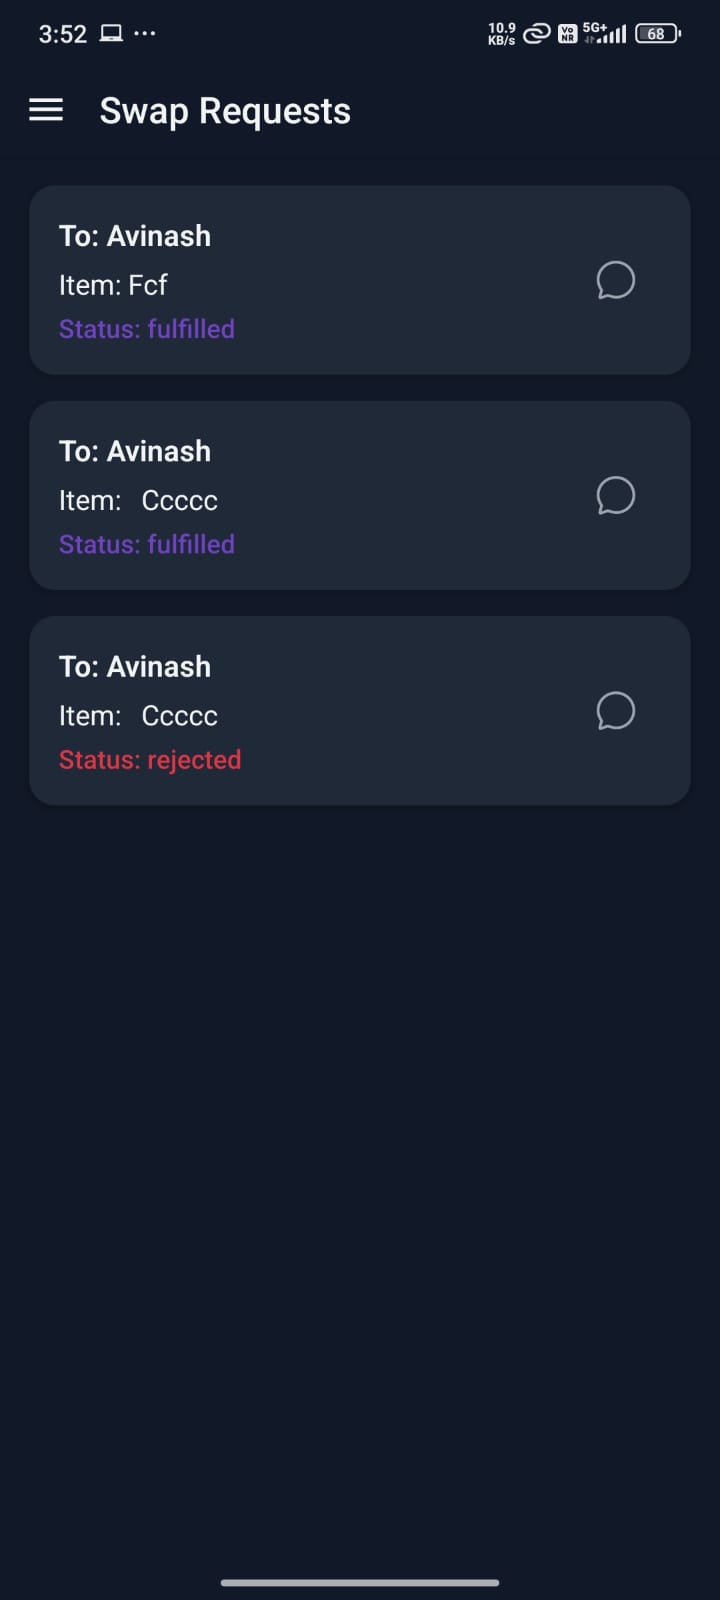 3:52 ... 10.9 KB/s Vo NR 5G+ 68
Swap Requests
To: Avinash
Item: Fcf
Status: fulfilled
To: Avinash
Item: Ccccc
Status: fulfilled
To: Avinash
Item: Ccccc
Status: rejected